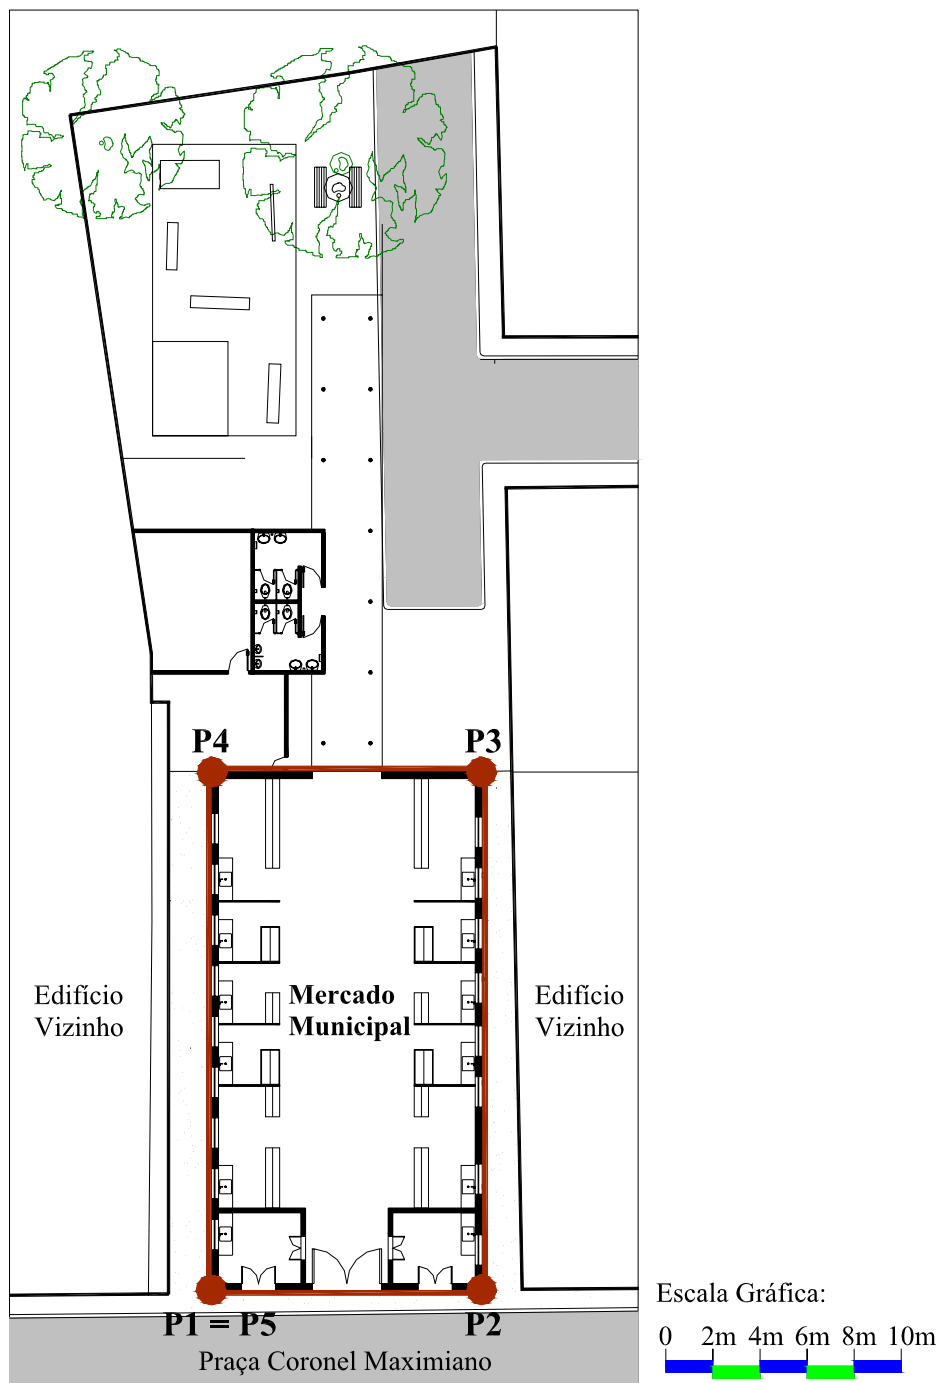 P4 P3
Edifício
Vizinho
Mercado
Municipal
Edifício
Vizinho
P1 = P5 P2
Praça Coronel Maximiano
Escala Gráfica:
0 2m 4m 6m 8m 10m